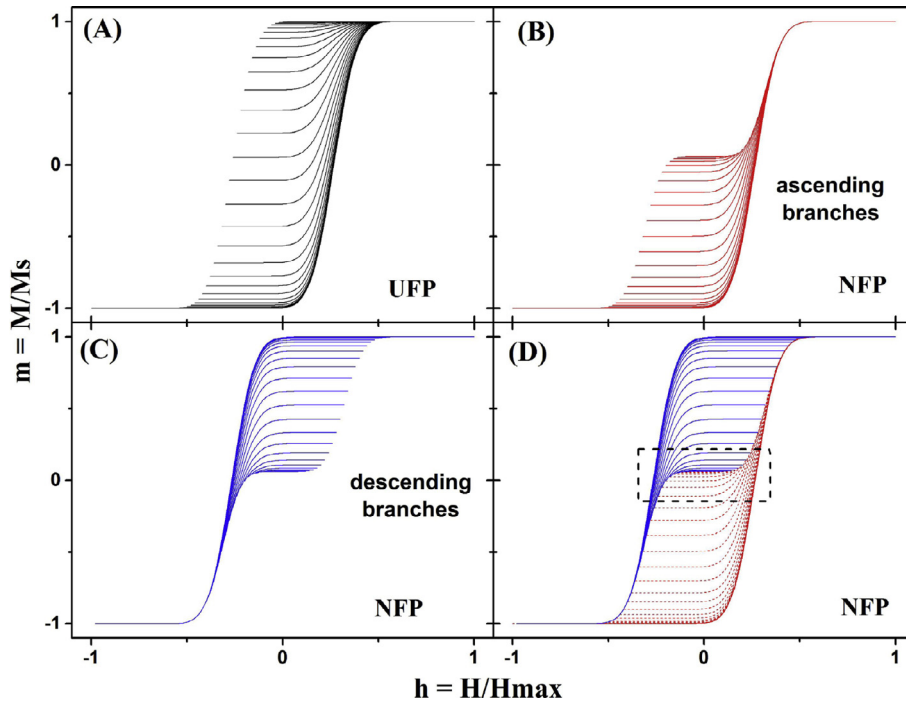 (A)
(B)
1
0
-1
UFP
ascending
branches
NFP
m = M/Ms
(C)
(D)
1
0
-1
descending
branches
NFP
NFP
-1
0
1
-1
0
1
h = H/Hmax